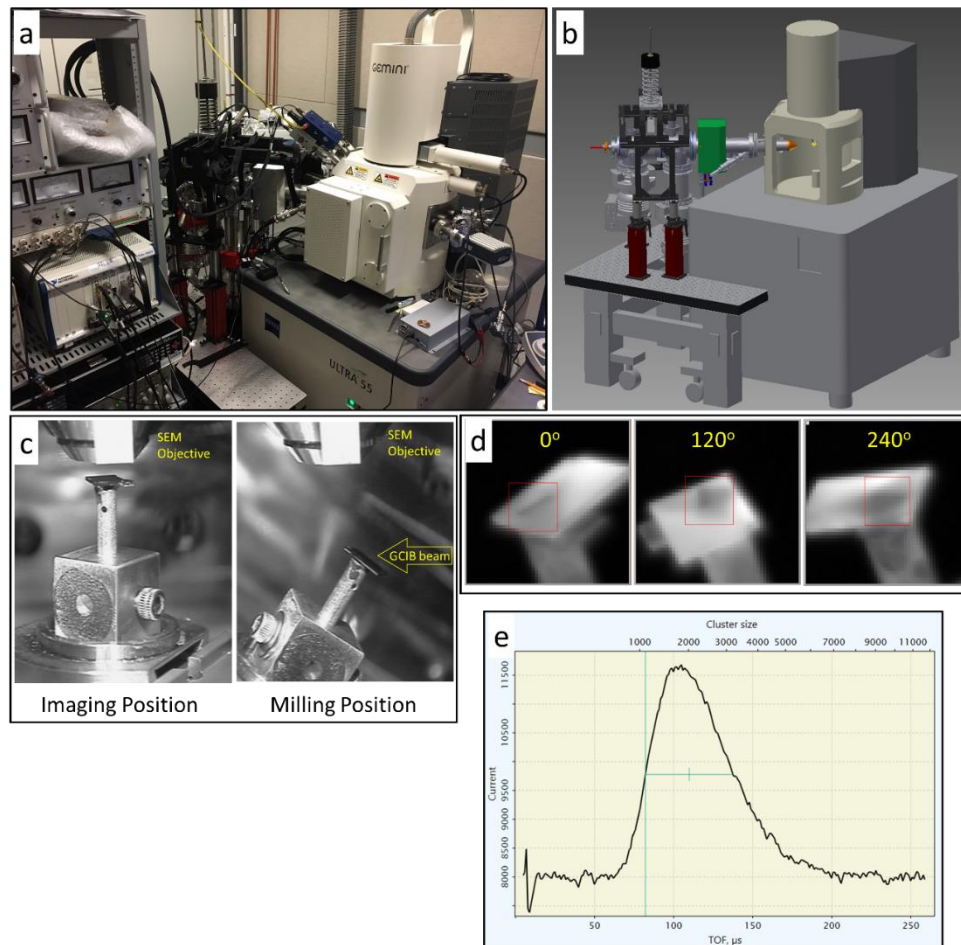 a
GEMINI®
ULTRA 55
b
c
SEM
Objective
SEM
Objective
GCIB beam
Imaging Position
Milling Position
d
0°
120°
240°
e
Cluster size
1000 2000 3000 4000 5000 7000 9000 11000
Current
11500
10500
9500
9000
8500
8000
50 100 150 200 250
TOF, µs